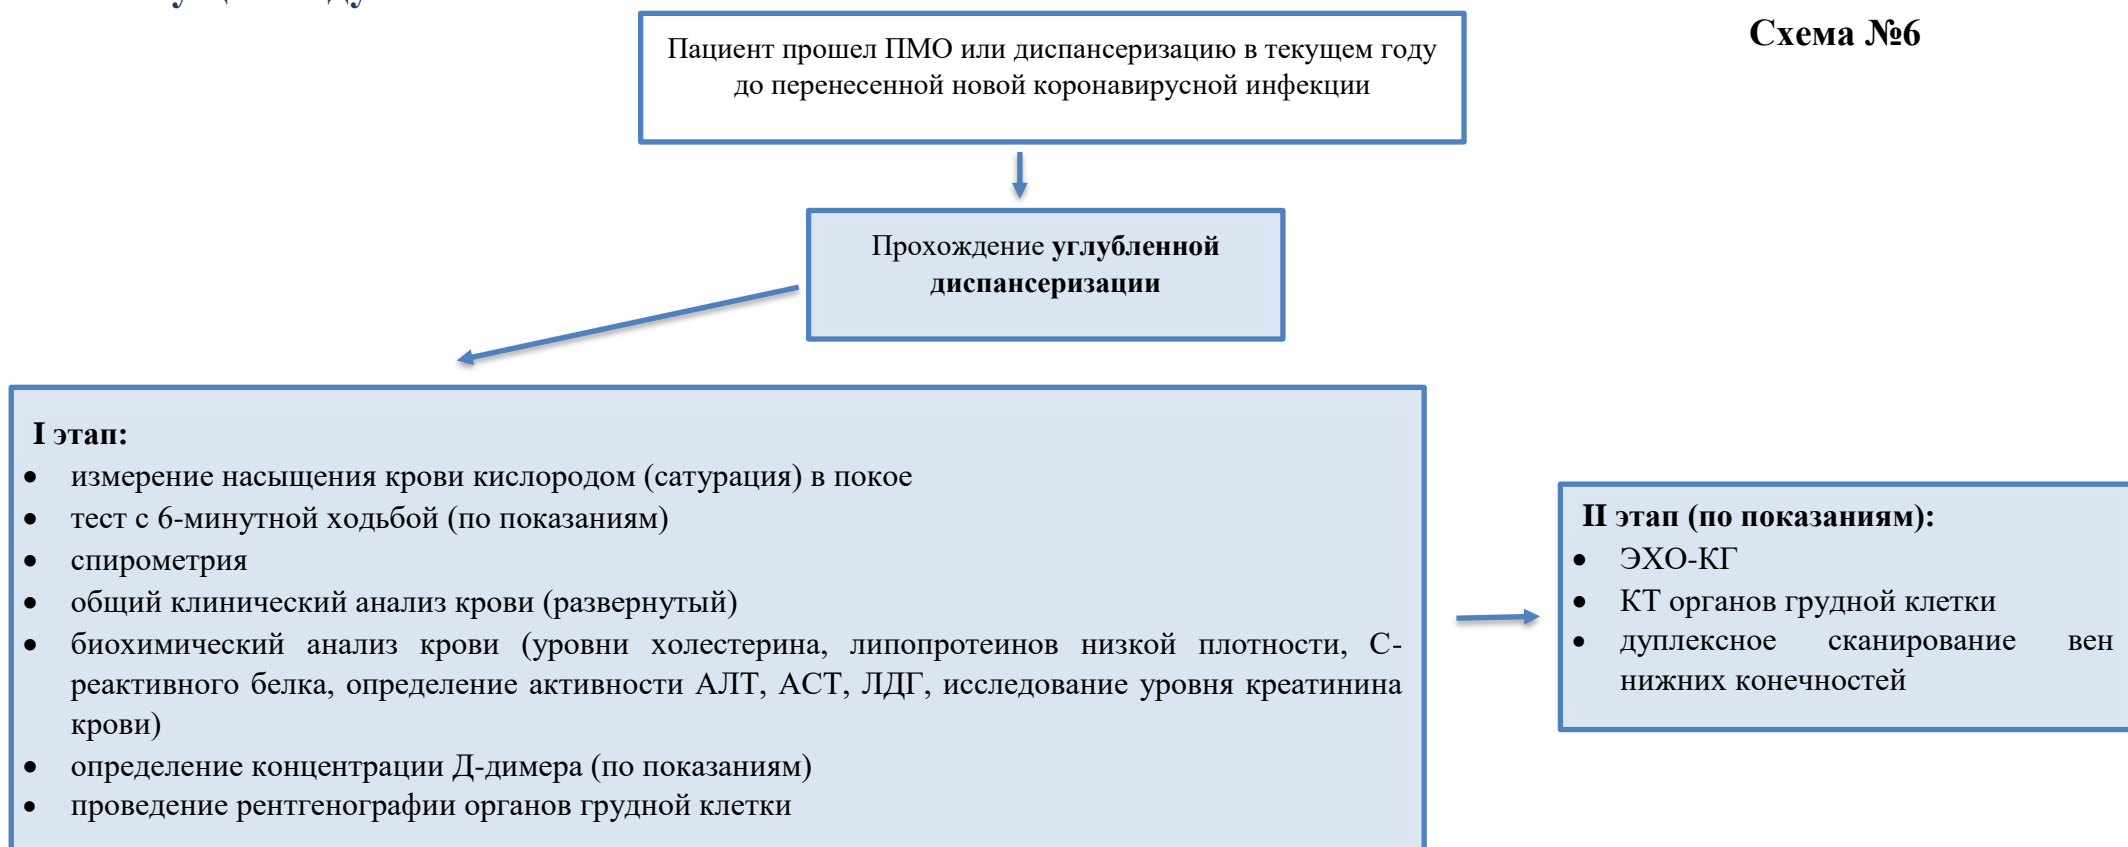 Схема №6
Пациент прошел ПМО или диспансеризацию в текущем году
до перенесенной новой коронавирусной инфекции
Прохождение углубленной
диспансеризации
I этап:
• измерение насыщения крови кислородом (сатурация) в покое
• тест с 6-минутной ходьбой (по показаниям)
• спирометрия
• общий клинический анализ крови (развернутый)
• биохимический анализ крови (уровни холестерина, липопротеинов низкой плотности, С-
реактивного белка, определение активности АЛТ, АСТ, ЛДГ, исследование уровня креатинина
крови)
• определение концентрации Д-димера (по показаниям)
• проведение рентгенографии органов грудной клетки
II этап (по показаниям):
• ЭХО-КГ
• КТ органов грудной клетки
• дуплексное сканирование вен
нижних конечностей